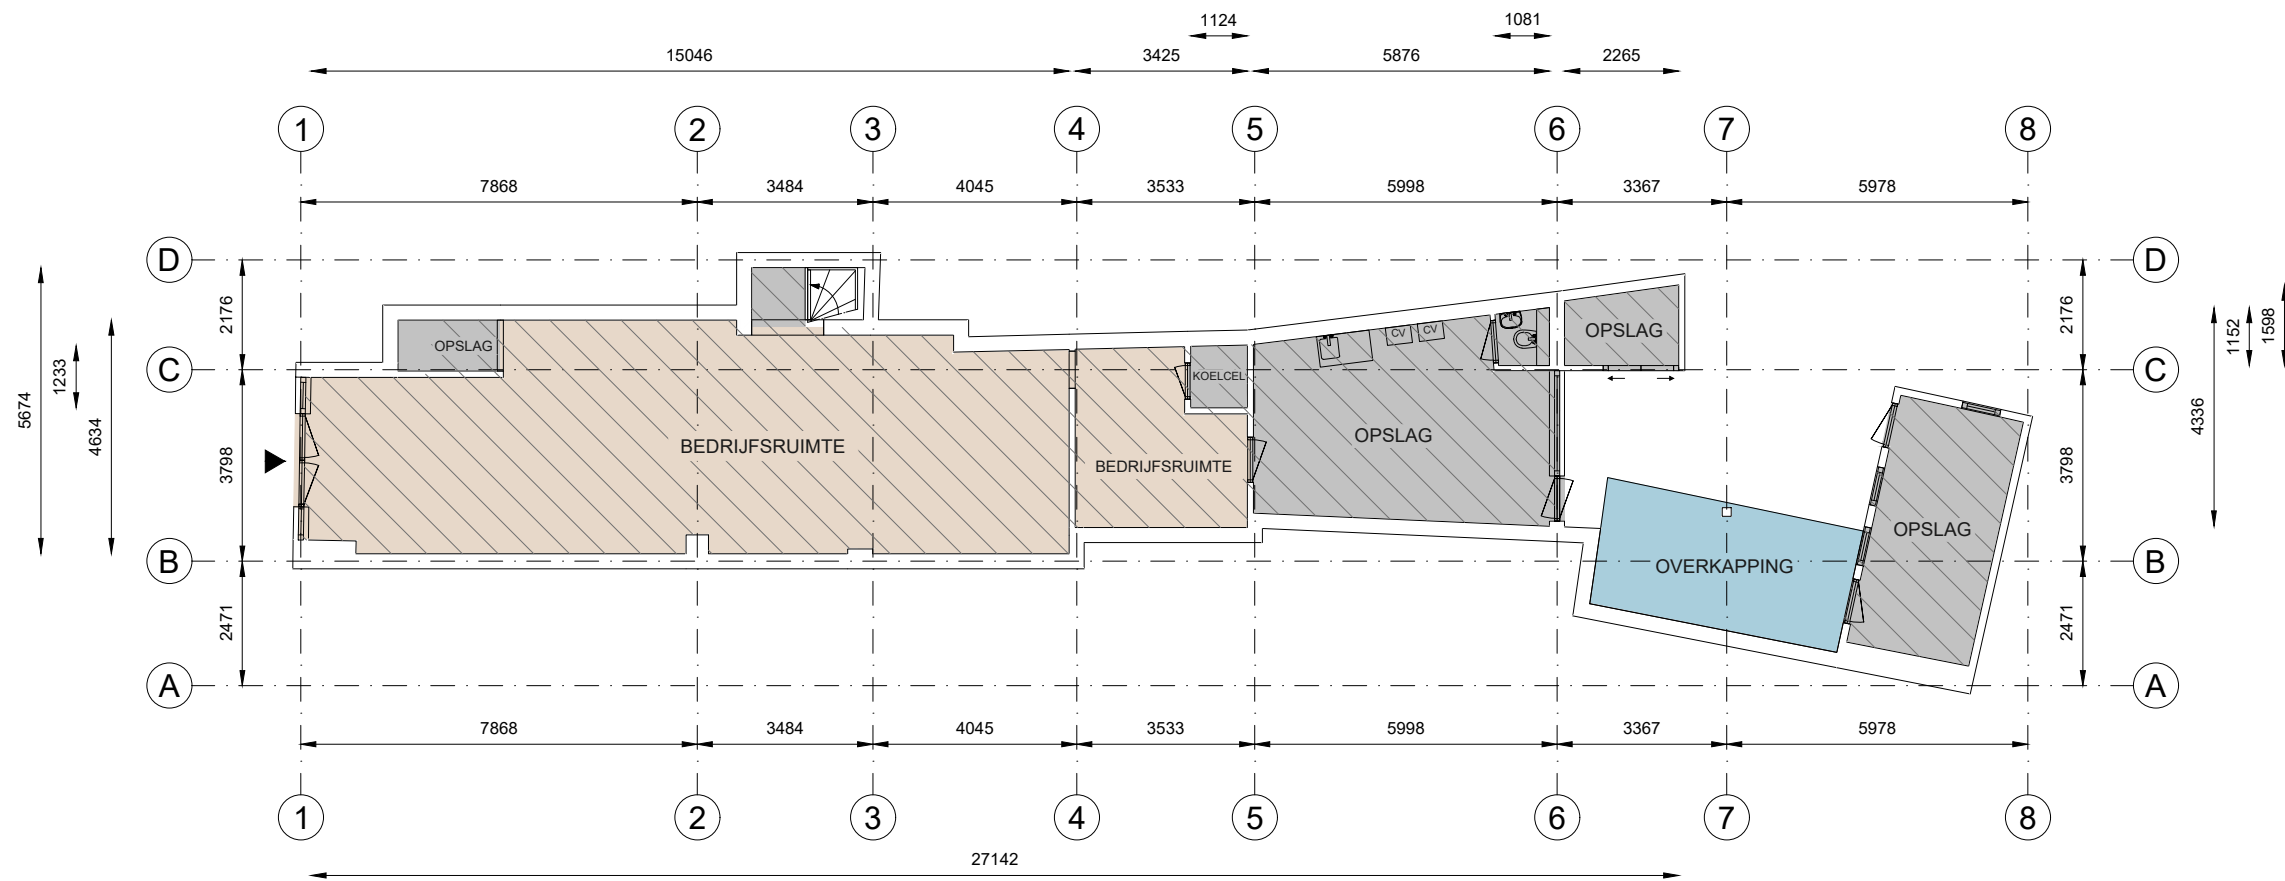 1124 1081
15046 3425 5876 2265
1 2 3 4 5 6 7 8
7868 3484 4045 3533 5998 3367 5978
D D
2176 2176
1598
1152
OPSLAG
CV CV
OPSLAG
1233
C C
KOELCEL
5674
4634
4336
BEDRIJFSRUIMTE
OPSLAG
BEDRIJFSRUIMTE
3798 3798
OPSLAG
B B
OVERKAPPING
2471 2471
A A
7868 3484 4045 3533 5998 3367 5978
1 2 3 4 5 6 7 8
27142